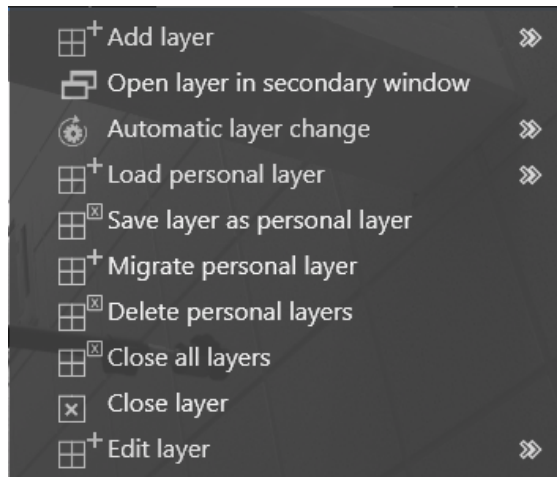 Add layer
Open layer in secondary window
Automatic layer change
Load personal layer
Save layer as personal layer
Migrate personal layer
Delete personal layers
Close all layers
Close layer
Edit layer